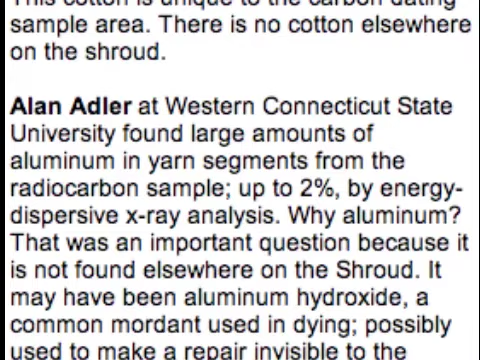 This cotton is unique to the carbon dating
sample area. There is no cotton elsewhere
on the shroud.
Alan Adler at Western Connecticut State
University found large amounts of
aluminum in yarn segments from the
radiocarbon sample; up to 2%, by energy-
dispersive x-ray analysis. Why aluminum?
That was an important question because it
is not found elsewhere on the Shroud. It
may have been aluminum hydroxide, a
common mordant used in dying; possibly
used to make a repair invisible to the